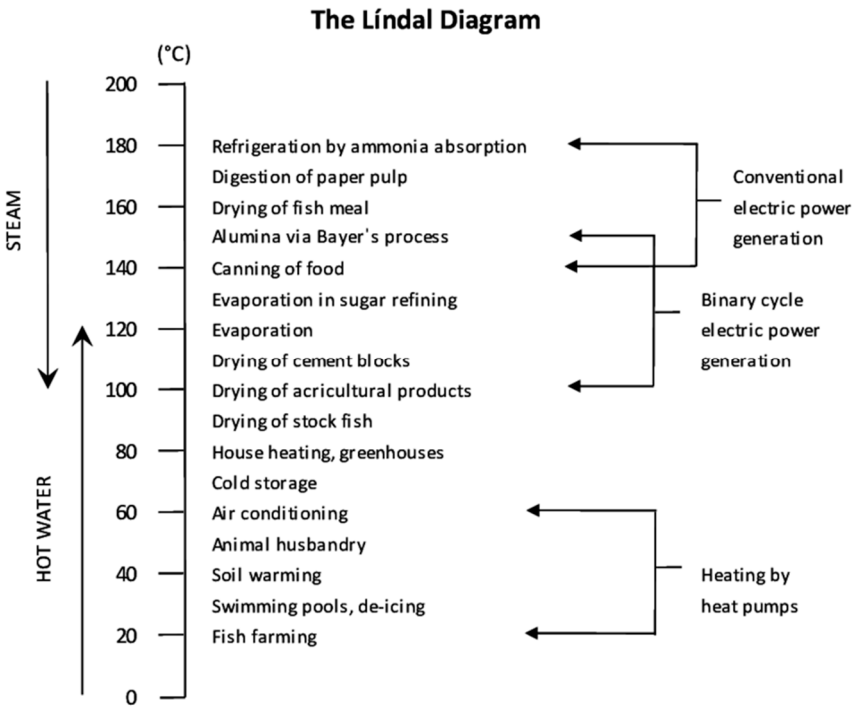 The Líndal Diagram
(°C)
200
180
160
140
120
100
80
60
40
20
0
STEAM
HOT WATER
Refrigeration by ammonia absorption
Digestion of paper pulp
Drying of fish meal
Alumina via Bayer's process
Canning of food
Evaporation in sugar refining
Evaporation
Drying of cement blocks
Drying of acricultural products
Drying of stock fish
House heating, greenhouses
Cold storage
Air conditioning
Animal husbandry
Soil warming
Swimming pools, de-icing
Fish farming
Conventional
electric power
generation
Binary cycle
electric power
generation
Heating by
heat pumps